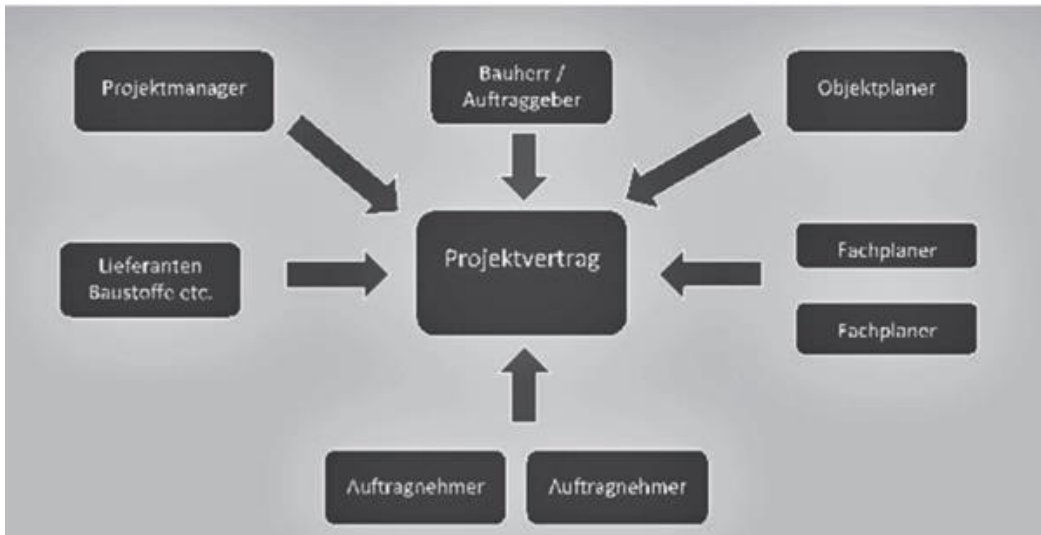 Projektmanager
Bauherr /
Auftraggeber
Objektplaner
Lieferanten
Baustoffe etc.
Projektvertrag
Fachplaner
Fachplaner
Auftragnehmer
Auftragnehmer